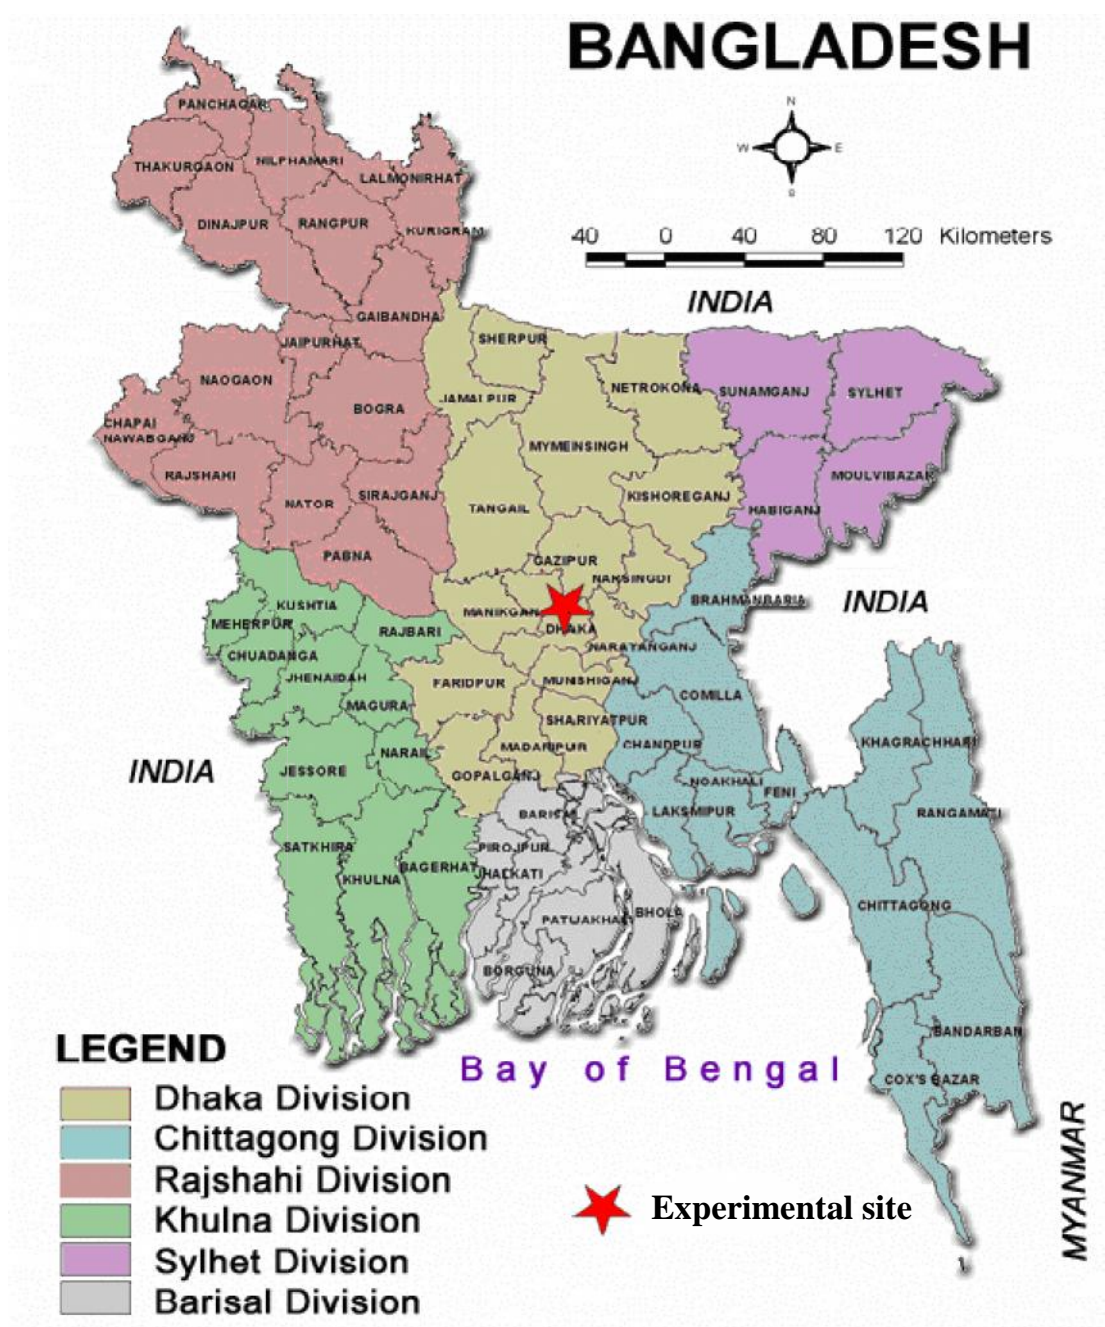 BANGLADESH
N
W E
S
40 0 40 80 120 Kilometers
INDIA
PANCHAGAR
THAKURGAON
NILPHAMARI
LALMONIRHAT
DINAJPUR
RANGPUR
KURIGRAM
GAIBANDHA
JAIPURHAT
NAOGAON
BOGRA
CHAPAI
NAWABGANJ
RAJSHAHI
NATOR
SIRAJGANJ
PABNA
SHERPUR
JAMALPUR
NETROKONA
MYMEINSINGH
TANGAIL
KISHOREGANJ
GAZIPUR
NARSINGDI
MANIKGANJ
DHAKA
NARAYANGANJ
FARIDPUR
MUNISHIGANJ
SHARIYATPUR
MADARIPUR
GOPALGANJ
SUNAMGANJ
SYLHET
MOULVIBAZAR
HABIGANJ
BRAHMANBARIA
INDIA
KUSHTIA
MEHERPUR
RAJBARI
CHUADANGA
JHENAIDAH
MAGURA
NARAIL
JESSORE
INDIA
SATKHIRA
KHULNA
BAGERHAT
COMILLA
CHANDPUR
NOAKHALI
FENI
LAKSMIPUR
KHAGRACHHARI
RANGAMATI
CHITTAGONG
BANDARBAN
COX'S BAZAR
BARISAL
PIROJPUR
JHALKATI
PATUAKHALI
BHOLA
BORGUNA
Bay of Bengal
MYANMAR
LEGEND
Dhaka Division
Chittagong Division
Rajshahi Division
Khulna Division
Sylhet Division
Barisal Division
Experimental site